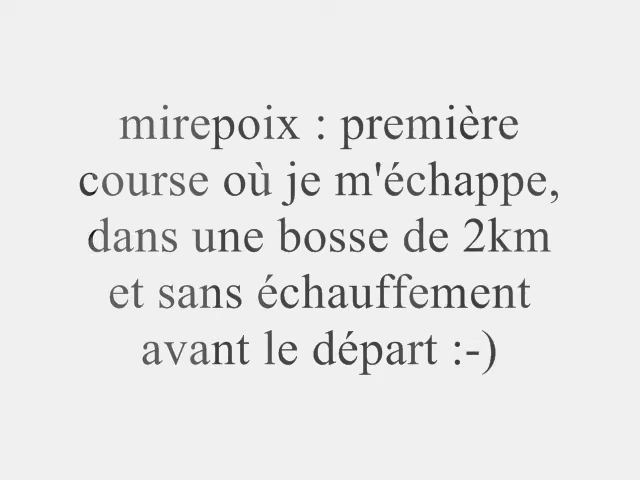 mirepoix : première
course où je m'échappe,
dans une bosse de 2km
et sans échauffement
avant le départ :-)